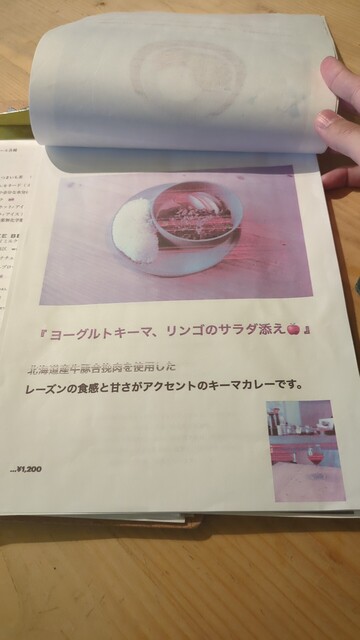 『 ヨーグルトキーマ、リンゴのサラダ添え🍎 』
北海道産牛豚合挽肉を使用した
レーズンの食感と甘さがアクセントのキーマカレーです。
...¥1,200